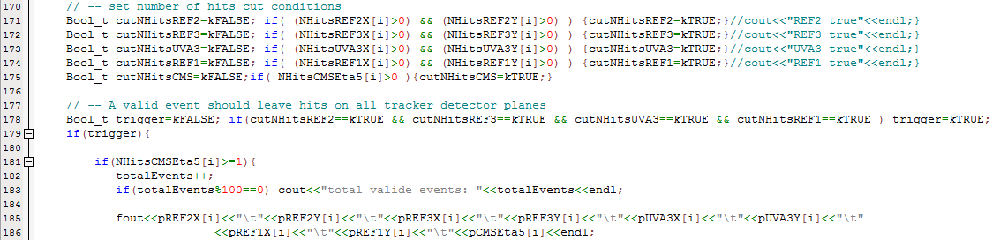 170 // -- set number of hits cut conditions
171 Bool_t cutNHitsREF2=kFALSE; if( (NHitsREF2X[i]>0) && (NHitsREF2Y[i]>0) ) {cutNHitsREF2=kTRUE;}//cout<<"REF2 true"<<endl;}
172 Bool_t cutNHitsREF3=kFALSE; if( (NHitsREF3X[i]>0) && (NHitsREF3Y[i]>0) ) {cutNHitsREF3=kTRUE;}//cout<<"REF3 true"<<endl;}
173 Bool_t cutNHitsUVA3=kFALSE; if( (NHitsUVA3X[i]>0) && (NHitsUVA3Y[i]>0) ) {cutNHitsUVA3=kTRUE;}//cout<<"UVA3 true"<<endl;}
174 Bool_t cutNHitsREF1=kFALSE; if( (NHitsREF1X[i]>0) && (NHitsREF1Y[i]>0) ) {cutNHitsREF1=kTRUE;}//cout<<"REF1 true"<<endl;}
175 Bool_t cutNHitsCMS=kFALSE;if( NHitsCMSEta5[i]>0 ){cutNHitsCMS=kTRUE;}
176
177 // -- A valid event should leave hits on all tracker detector planes
178 Bool_t trigger=kFALSE; if(cutNHitsREF2==kTRUE && cutNHitsREF3==kTRUE && cutNHitsUVA3==kTRUE && cutNHitsREF1==kTRUE ) trigger=kTRUE;
179 if(trigger){
180
181 if(NHitsCMSEta5[i]>=1){
182 totalEvents++;
183 if(totalEvents%100==0) cout<<"total valide events: "<<totalEvents<<endl;
184
185 fout<<pREF2X[i]<<"\t"<<pREF2Y[i]<<"\t"<<pREF3X[i]<<"\t"<<pREF3Y[i]<<"\t"<<pUVA3X[i]<<"\t"<<pUVA3Y[i]<<"\t"
186 <<pREF1X[i]<<"\t"<<pREF1Y[i]<<"\t"<<pCMSEta5[i]<<endl;